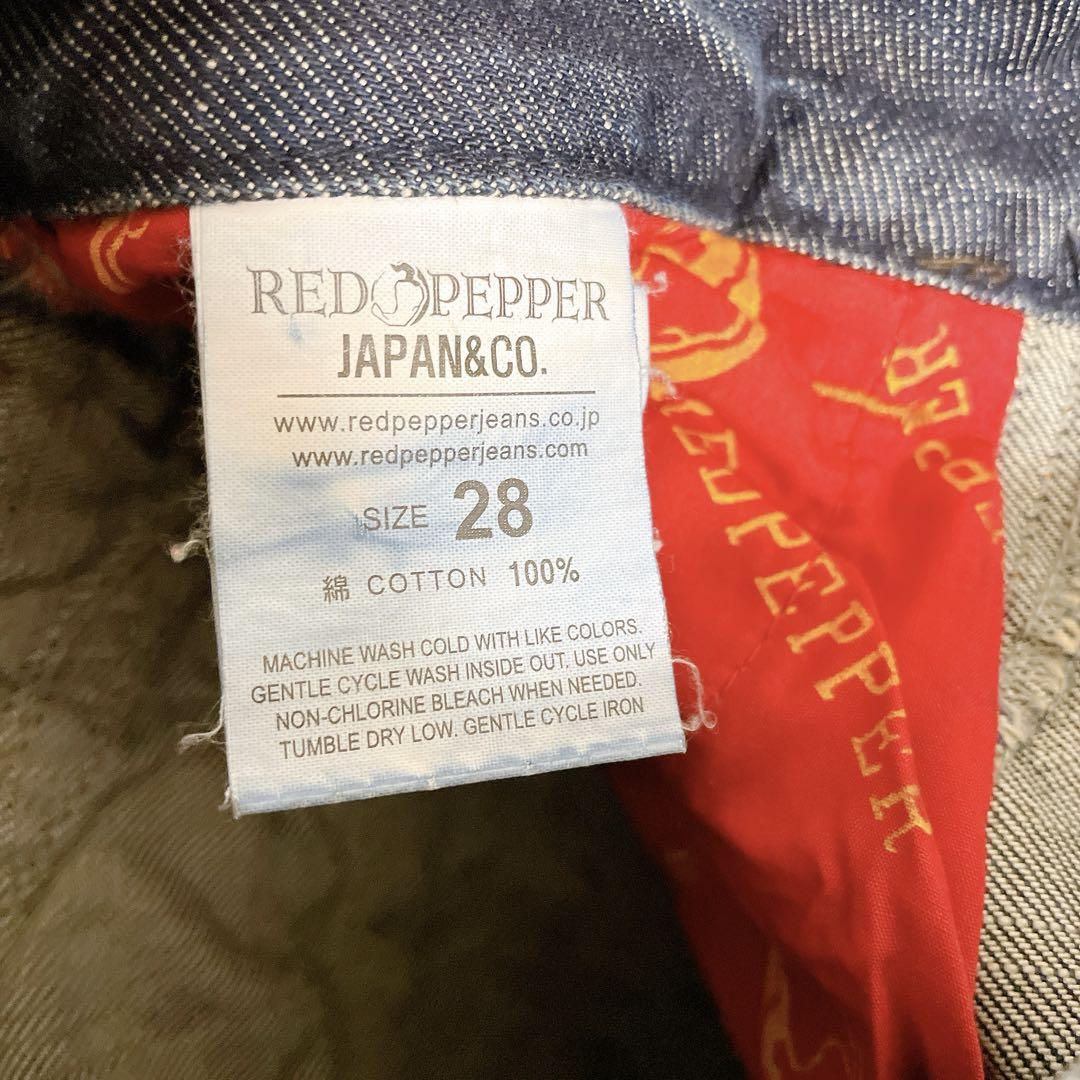 RED PEPPER
JAPAN&CO.
www.redpepperjeans.co.jp
www.redpepperjeans.com
SIZE 28
綿 COTTON 100%
MACHINE WASH COLD WITH LIKE COLORS.
GENTLE CYCLE WASH INSIDE OUT. USE ONLY
NON-CHLORINE BLEACH WHEN NEEDED.
TUMBLE DRY LOW. GENTLE CYCLE IRON
PEPPER